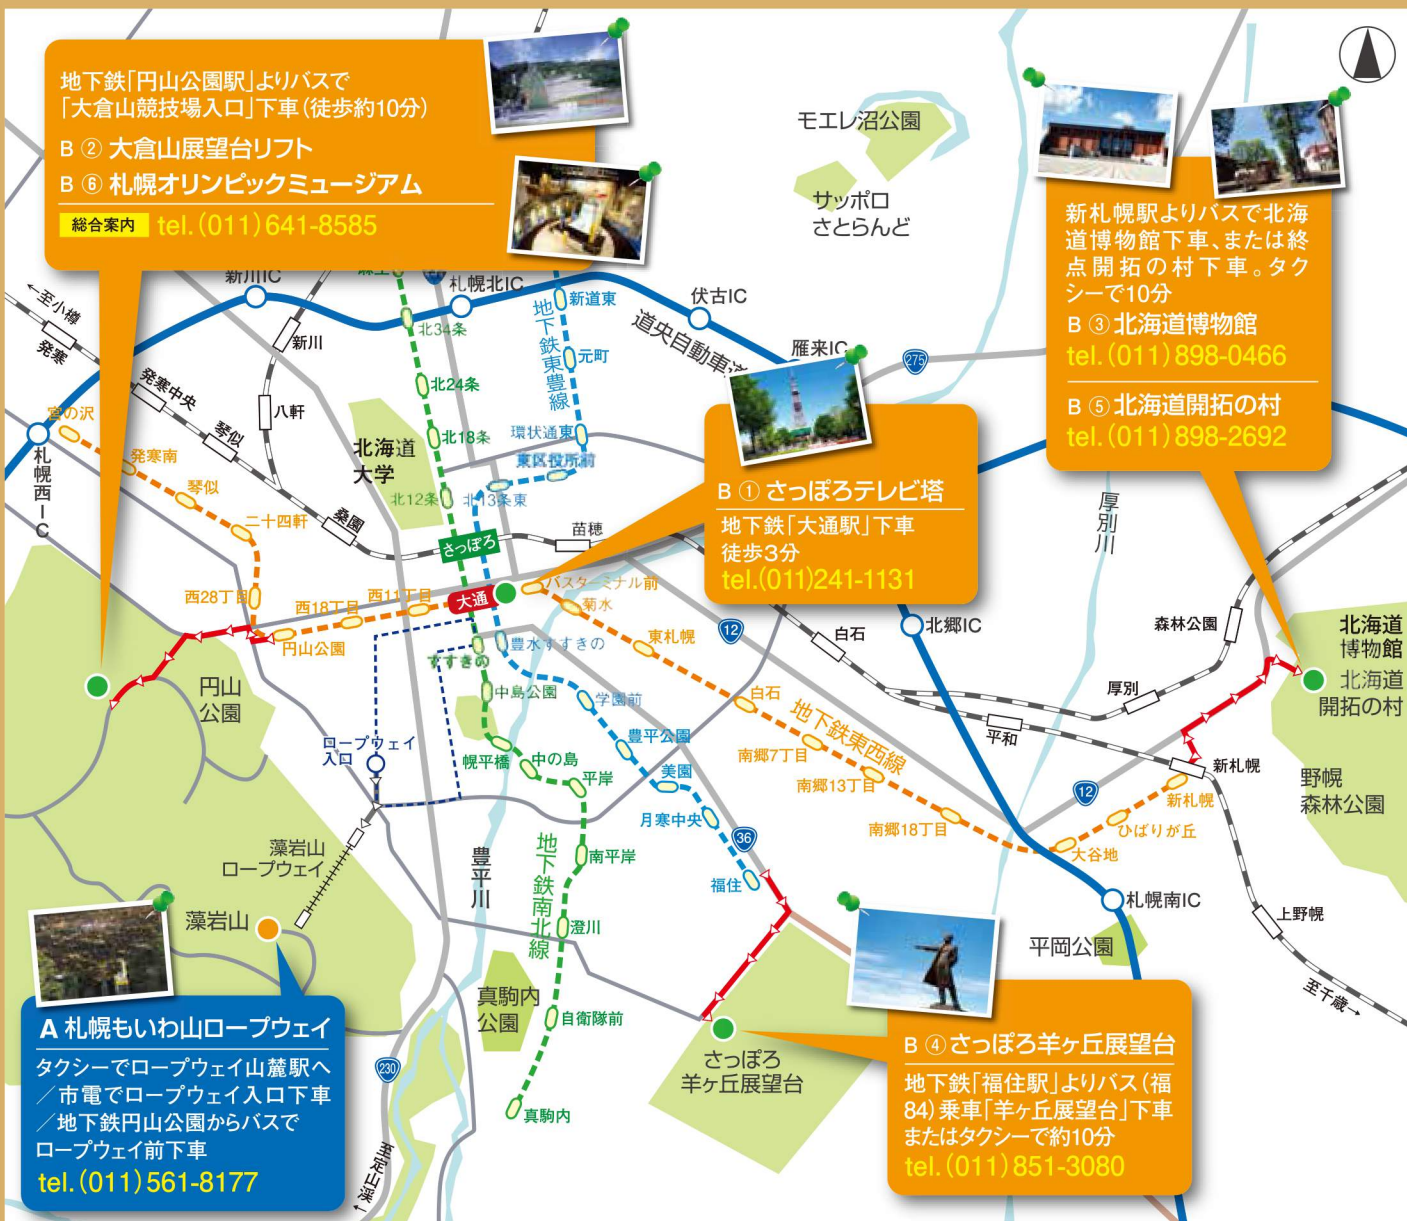 地下鉄「円山公園駅」よりバスで
「大倉山競技場入口」下車(徒歩約10分)
B ② 大倉山展望台リフト
B ⑥ 札幌オリンピックミュージアム
総合案内 tel.(011)641-8585
モエレ沼公園
サッポロ
さとらんど
新札幌駅よりバスで北海
道博物館下車、または終
点開拓の村下車。タク
シーで10分
B ③ 北海道博物館
tel.(011)898-0466
B ⑤ 北海道開拓の村
tel.(011)898-2692
←至小樽
発寒
新川IC
新川
麻生
札幌北IC
北34条
新道東
伏古IC
道央自動車道
雁来IC
275
地下鉄東豊線
元町
発寒中央
八軒
北24条
宮の沢
琴似
北海道
大学
北18条
環状通東
札幌西IC
発寒南
東区役所前
琴似
北12条
北13条東
B ① さっぽろテレビ塔
地下鉄「大通駅」下車
徒歩3分
tel.(011)241-1131
厚別川
二十四軒
桑園
さっぽろ
苗穂
西28丁目
西18丁目
西11丁目
大通
バスターミナル前
菊水
円山公園
すすきの
豊水すすきの
東札幌
12
白石
北郷IC
森林公園
北海道
博物館
北海道
開拓の村
円山
公園
中島公園
学園前
白石
地下鉄東西線
厚別
平和
ロープウェイ
入口
幌平橋
中の島
平岸
豊平公園
美園
南郷7丁目
南郷13丁目
新札幌
新札幌
12
野幌
森林公園
月寒中央
南郷18丁目
ひばりが丘
大谷地
藻岩山
ロープウェイ
豊平川
地下鉄南北線
南平岸
36
福住
藻岩山
澄川
札幌南IC
上野幌
平岡公園
至千歳→
真駒内
公園
自衛隊前
さっぽろ
羊ヶ丘展望台
真駒内
230
至定山渓→
A 札幌もいわ山ロープウェイ
タクシーでロープウェイ山麓駅へ
/市電でロープウェイ入口下車
/地下鉄円山公園からバスで
ロープウェイ前下車
tel.(011)561-8177
B ④ さっぽろ羊ヶ丘展望台
地下鉄「福住駅」よりバス(福
84)乗車「羊ヶ丘展望台」下車
またはタクシーで約10分
tel.(011)851-3080